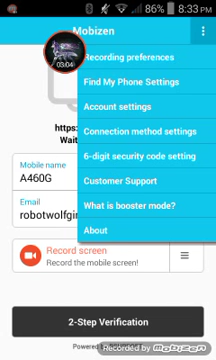 86% 8:33 PM
Mobizen
03:04
Recording preferences
Find My Phone Settings
Account settings
https:
Connection method settings
Wait
6-digit security code setting
Mobile name
A460G
Customer Support
Email
What is booster mode?
robotwolfgir
About
Record screen
Record the mobile screen!
2-Step Verification
Powered
Recorded by Mobizen